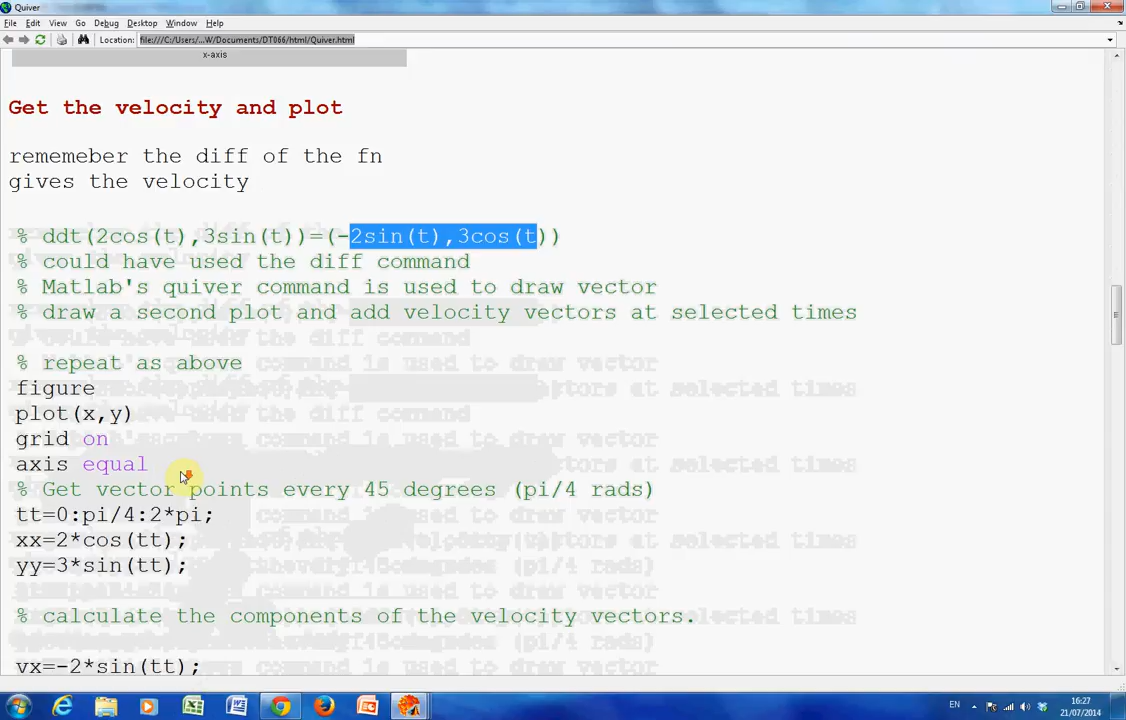 Quiver
File Edit View Go Debug Desktop Window Help
Location: file:///C:/Users/...W/Documents/DT066/html/Quiver.html
x-axis
Get the velocity and plot
rememeber the diff of the fn
gives the velocity
% ddt(2cos(t),3sin(t))=(-2sin(t),3cos(t))
% could have used the diff command
% Matlab's quiver command is used to draw vector
% draw a second plot and add velocity vectors at selected times
% repeat as above
figure
plot(x,y)
grid on
axis equal
% Get vector points every 45 degrees (pi/4 rads)
tt=0:pi/4:2*pi;
xx=2*cos(tt);
yy=3*sin(tt);
% calculate the components of the velocity vectors.
vx=-2*sin(tt);
EN
16:27
21/07/2014